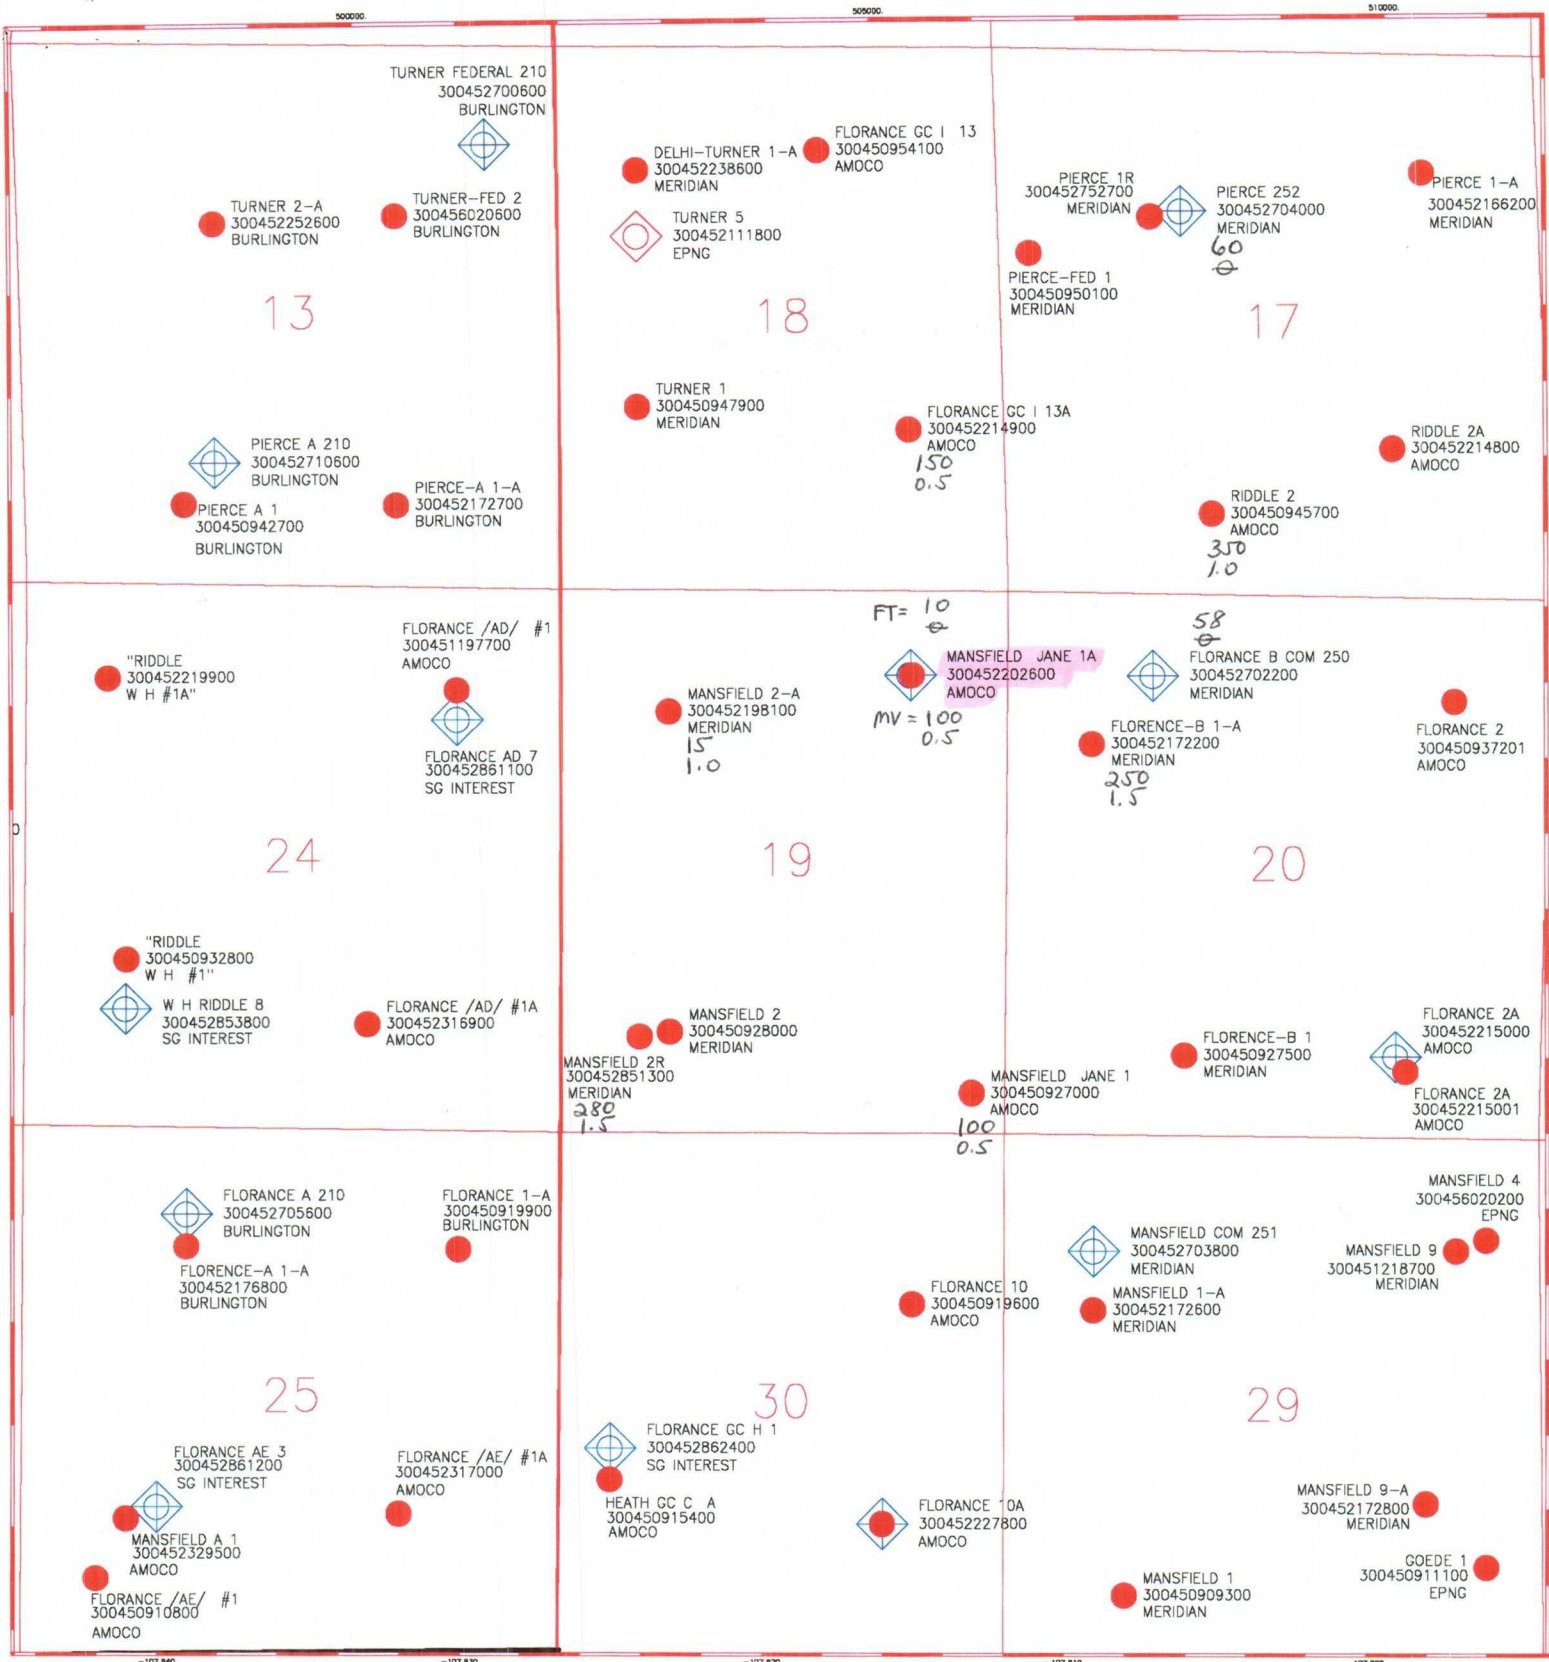 500000.
505000.
510000.
TURNER FEDERAL 210
300452700600
BURLINGTON
TURNER 2-A
300452252600
BURLINGTON
TURNER-FED 2
300456020600
BURLINGTON
13
PIERCE A 210
300452710600
BURLINGTON
PIERCE A 1
300450942700
BURLINGTON
PIERCE-A 1-A
300452172700
BURLINGTON
DELHI-TURNER 1-A
300452238600
MERIDIAN
FLORANCE GC I 13
300450954100
AMOCO
TURNER 5
300452111800
EPNG
18
TURNER 1
300450947900
MERIDIAN
FLORANCE GC I 13A
300452214900
AMOCO
150
0.5
PIERCE 1R
300452752700
MERIDIAN
PIERCE 252
300452704000
MERIDIAN
60
0
PIERCE 1-A
300452166200
MERIDIAN
PIERCE-FED 1
300450950100
MERIDIAN
17
RIDDLE 2A
300452214800
AMOCO
RIDDLE 2
300450945700
AMOCO
350
1.0
FLORANCE /AD/ #1
300451197700
AMOCO
"RIDDLE
300452219900
W H #1A"
FLORANCE AD 7
300452861100
SG INTEREST
24
"RIDDLE
300450932800
W H #1"
W H RIDDLE 8
300452853800
SG INTEREST
FLORANCE /AD/ #1A
300452316900
AMOCO
FT= 10
0
MANSFIELD JANE 1A
300452202600
AMOCO
MV = 100
0.5
MANSFIELD 2-A
300452198100
MERIDIAN
15
1.0
19
MANSFIELD 2
300450928000
MERIDIAN
MANSFIELD 2R
300452851300
MERIDIAN
280
1.5
MANSFIELD JANE 1
300450927000
AMOCO
100
0.5
58
0
FLORANCE B COM 250
300452702200
MERIDIAN
FLORENCE-B 1-A
300452172200
MERIDIAN
250
1.5
FLORANCE 2
300450937201
AMOCO
20
FLORENCE-B 1
300450927500
MERIDIAN
FLORANCE 2A
300452215000
AMOCO
FLORANCE 2A
300452215001
AMOCO
FLORANCE A 210
300452705600
BURLINGTON
FLORANCE 1-A
300450919900
BURLINGTON
FLORENCE-A 1-A
300452176800
BURLINGTON
25
FLORANCE AE 3
300452861200
SG INTEREST
FLORANCE /AE/ #1A
300452317000
AMOCO
MANSFIELD A 1
300452329500
AMOCO
FLORANCE /AE/ #1
300450910800
AMOCO
FLORANCE 10
300450919600
AMOCO
30
FLORANCE GC H 1
300452862400
SG INTEREST
HEATH GC C A
300450915400
AMOCO
FLORANCE 10A
300452227800
AMOCO
MANSFIELD 4
300456020200
EPNG
MANSFIELD COM 251
300452703800
MERIDIAN
MANSFIELD 9
300451218700
MERIDIAN
MANSFIELD 1-A
300452172600
MERIDIAN
29
MANSFIELD 9-A
300452172800
MERIDIAN
GOEDE 1
300450911100
EPNG
MANSFIELD 1
300450909300
MERIDIAN